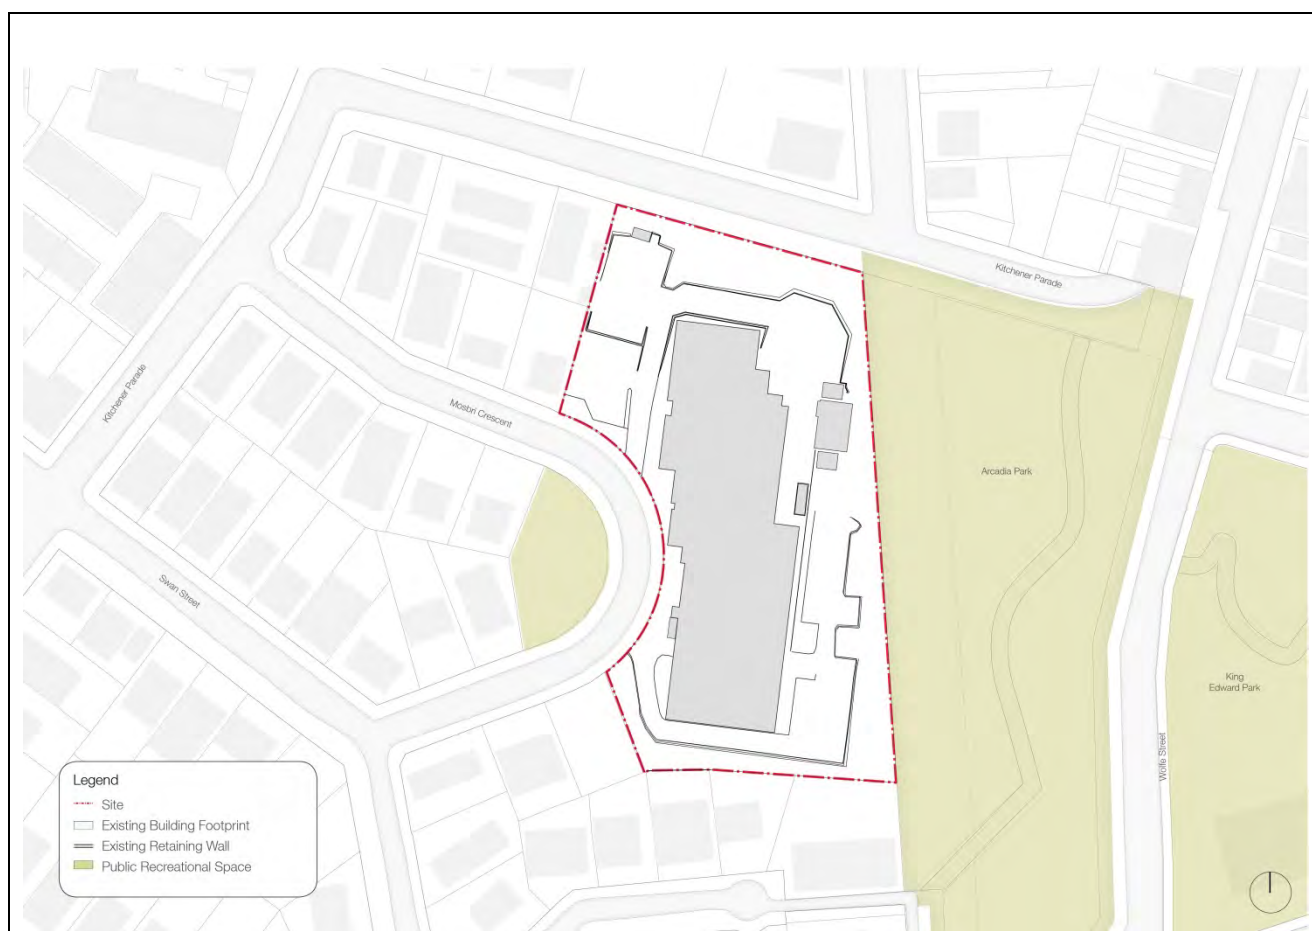 Kitchener Parade
Kitchener Parade
Mosbri Crescent
Arcadia Park
Swan Street
King
Edward Park
Wolfe Street
Legend
Site
Existing Building Footprint
Existing Retaining Wall
Public Recreational Space